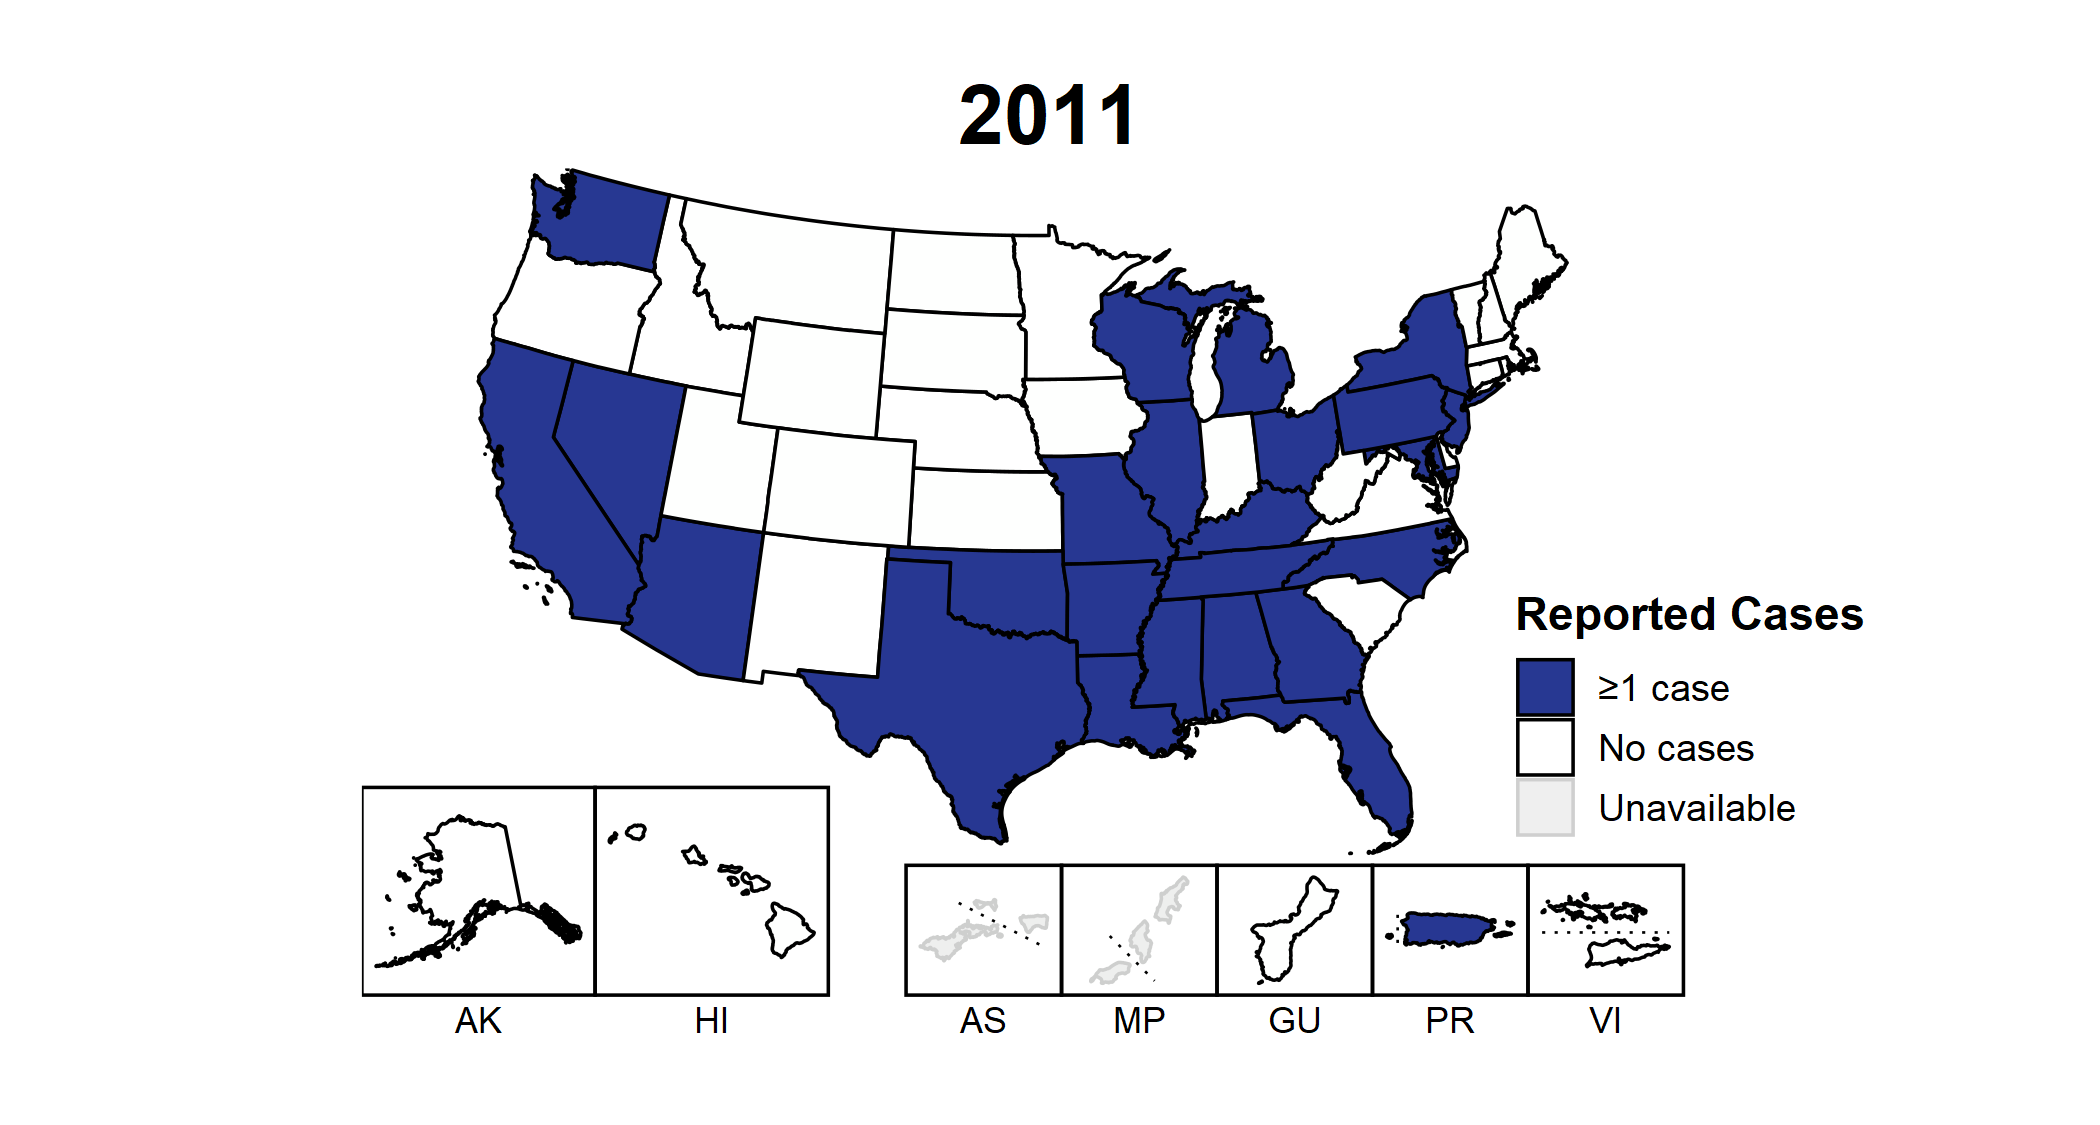 2011
Reported Cases
≥1 case
No cases
Unavailable
AK
HI
AS
MP
GU
PR
VI